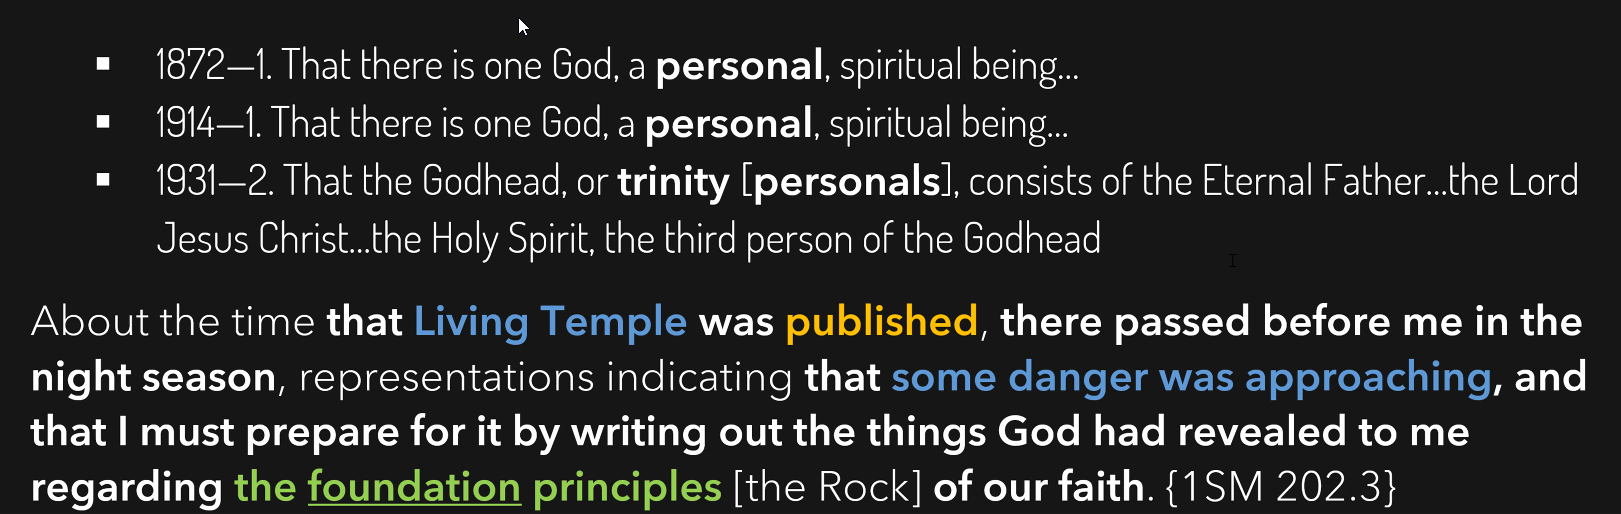 ▪ 1872—1. That there is one God, a personal, spiritual being...
▪ 1914—1. That there is one God, a personal, spiritual being...
▪ 1931—2. That the Godhead, or trinity [personals], consists of the Eternal Father...the Lord
Jesus Christ...the Holy Spirit, the third person of the Godhead
About the time that Living Temple was published, there passed before me in the
night season, representations indicating that some danger was approaching, and
that I must prepare for it by writing out the things God had revealed to me
regarding the foundation principles [the Rock] of our faith. {1SM 202.3}